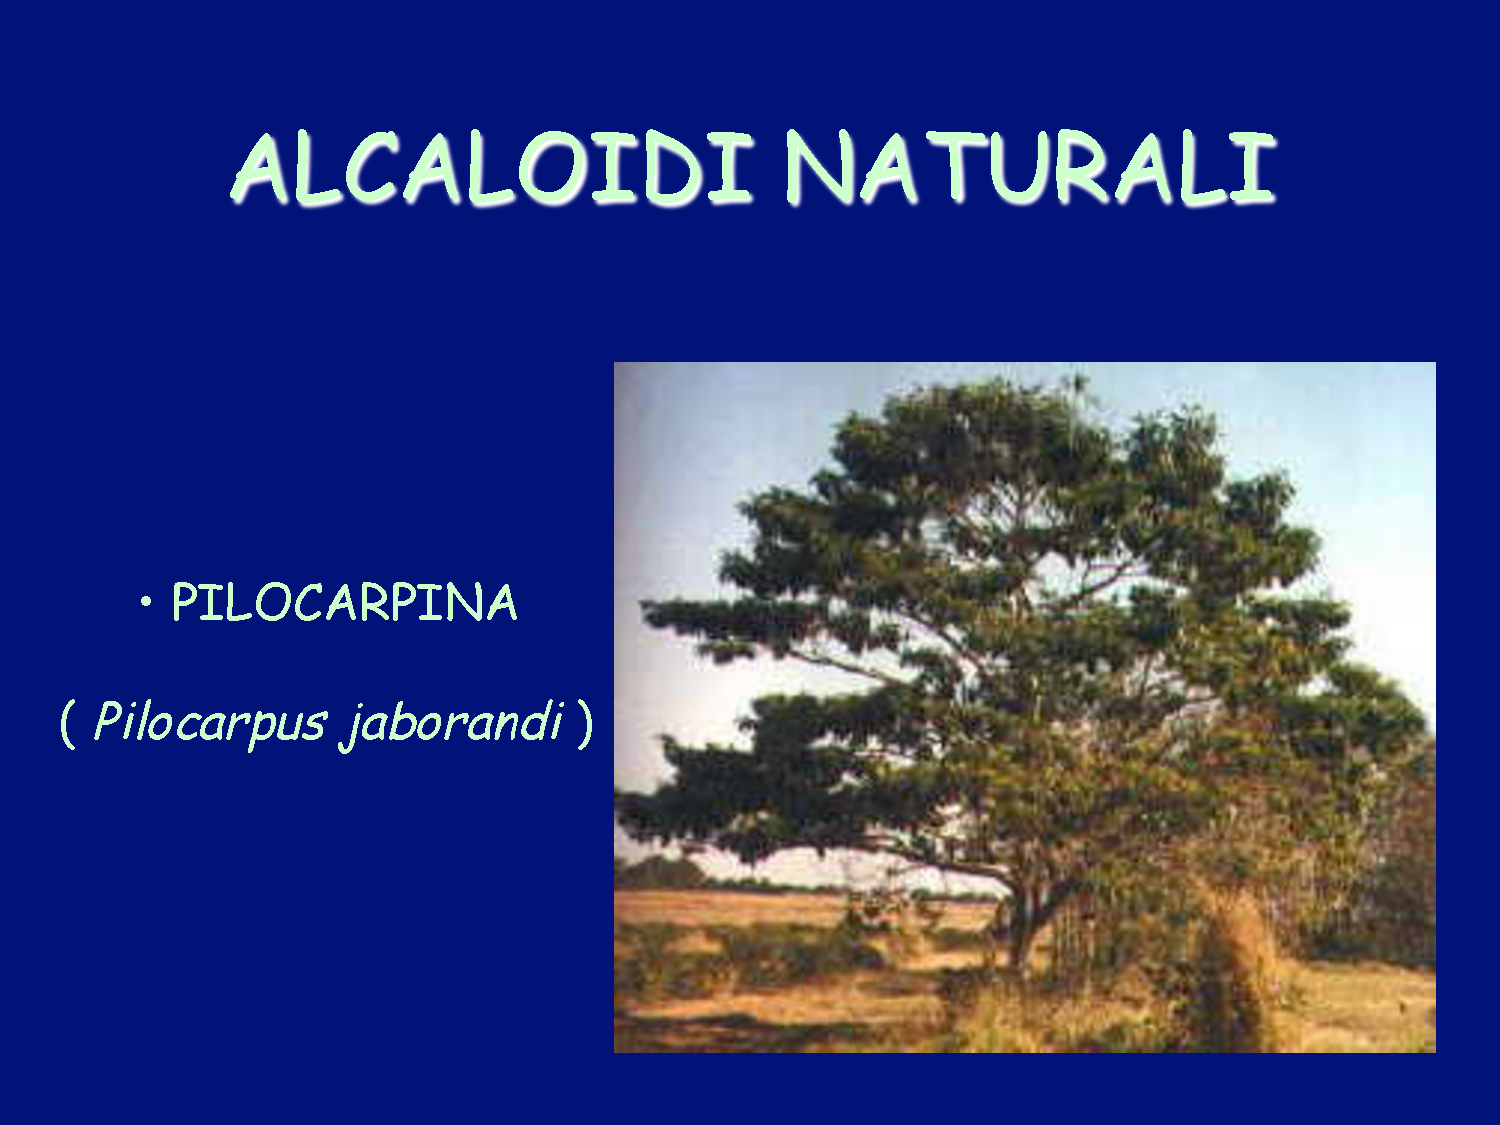 ALCALOIDI NATURALI
• PILOCARPINA
( Pilocarpus jaborandi )